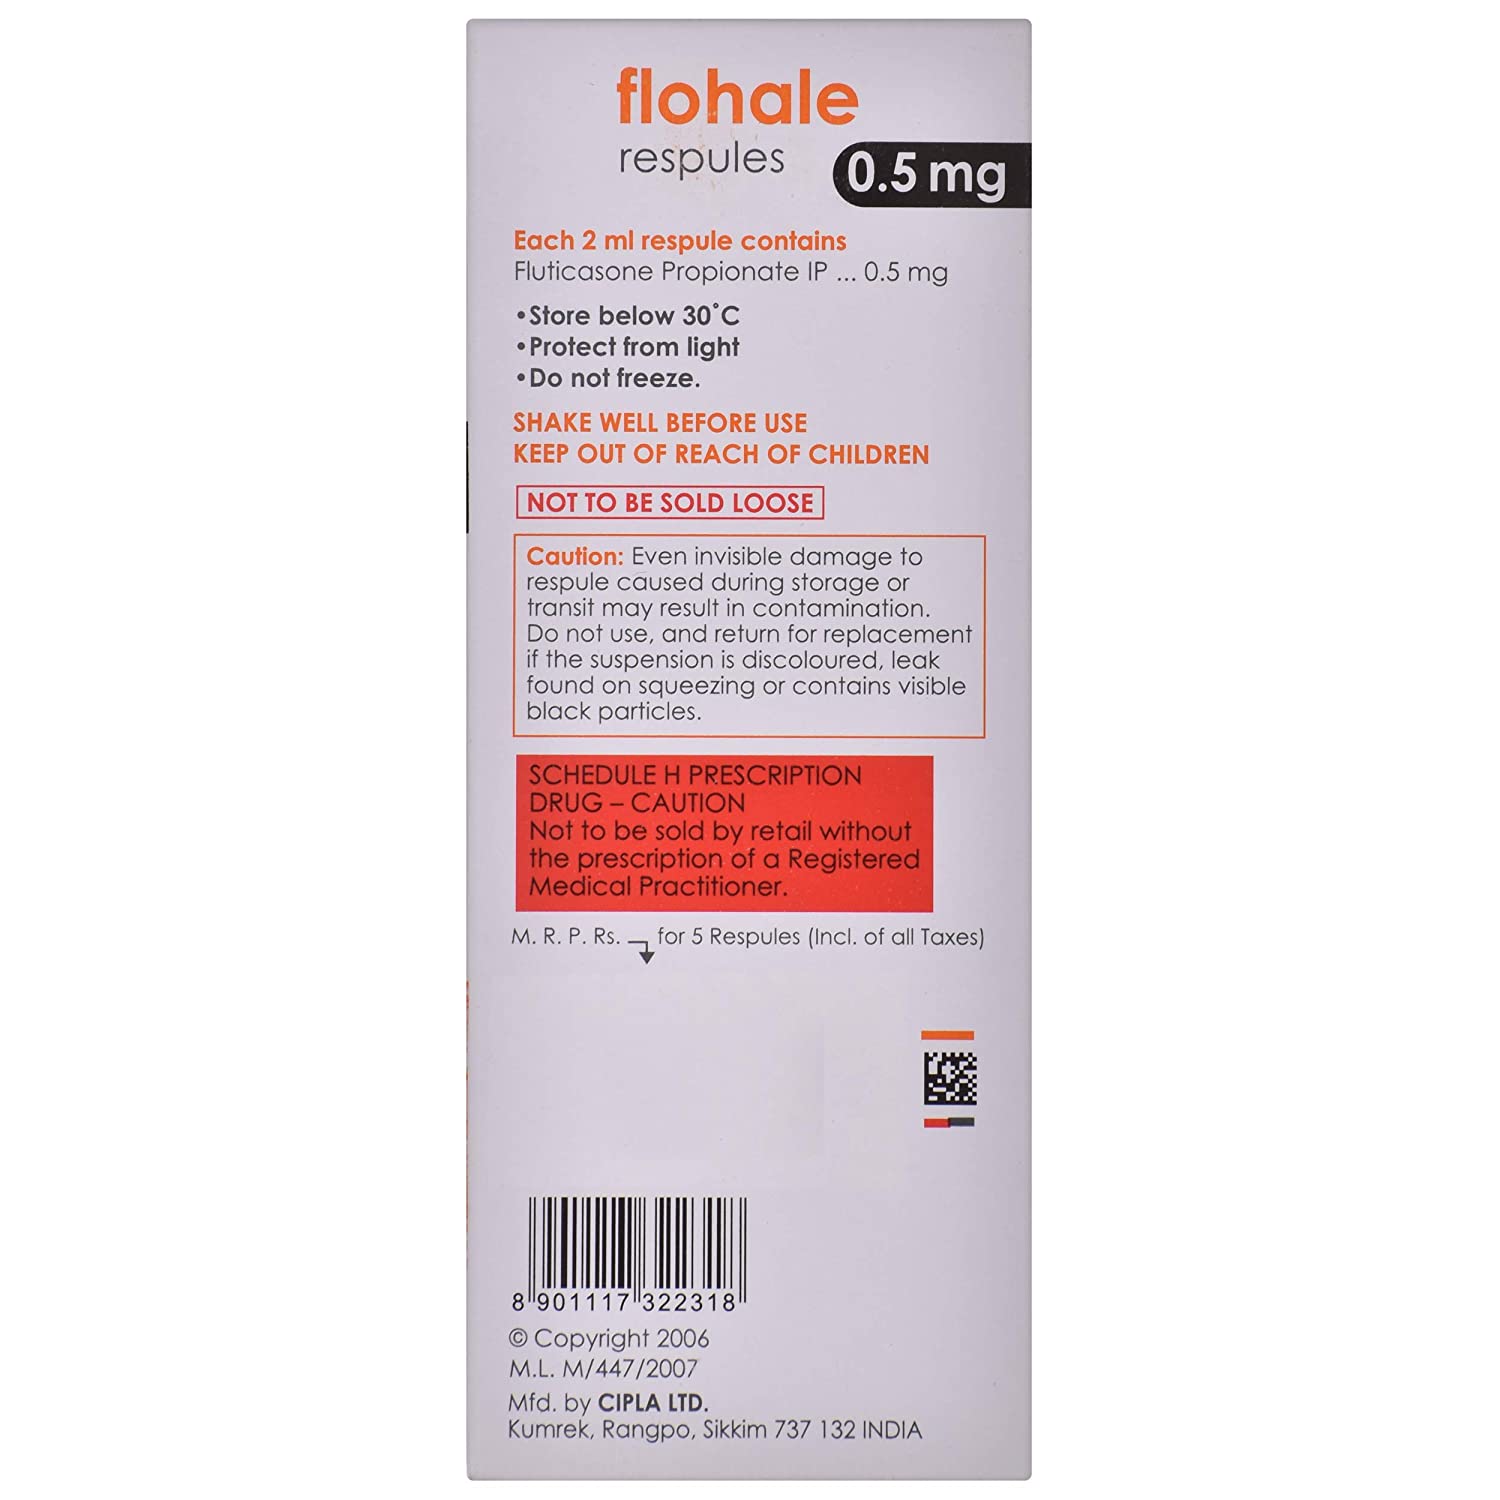 flohale
respules
0.5 mg
Each 2 ml respule contains
Fluticasone Propionate IP ... 0.5 mg
•Store below 30°C
•Protect from light
•Do not freeze.
SHAKE WELL BEFORE USE
KEEP OUT OF REACH OF CHILDREN
NOT TO BE SOLD LOOSE
Caution: Even invisible damage to
respule caused during storage or
transit may result in contamination.
Do not use, and return for replacement
if the suspension is discoloured, leak
found on squeezing or contains visible
black particles.
SCHEDULE H PRESCRIPTION
DRUG – CAUTION
Not to be sold by retail without
the prescription of a Registered
Medical Practitioner.
M. R. P. Rs. for 5 Respules (Incl. of all Taxes)
8 901117 322318
© Copyright 2006
M.L. M/447/2007
Mfd. by CIPLA LTD.
Kumrek, Rangpo, Sikkim 737 132 INDIA